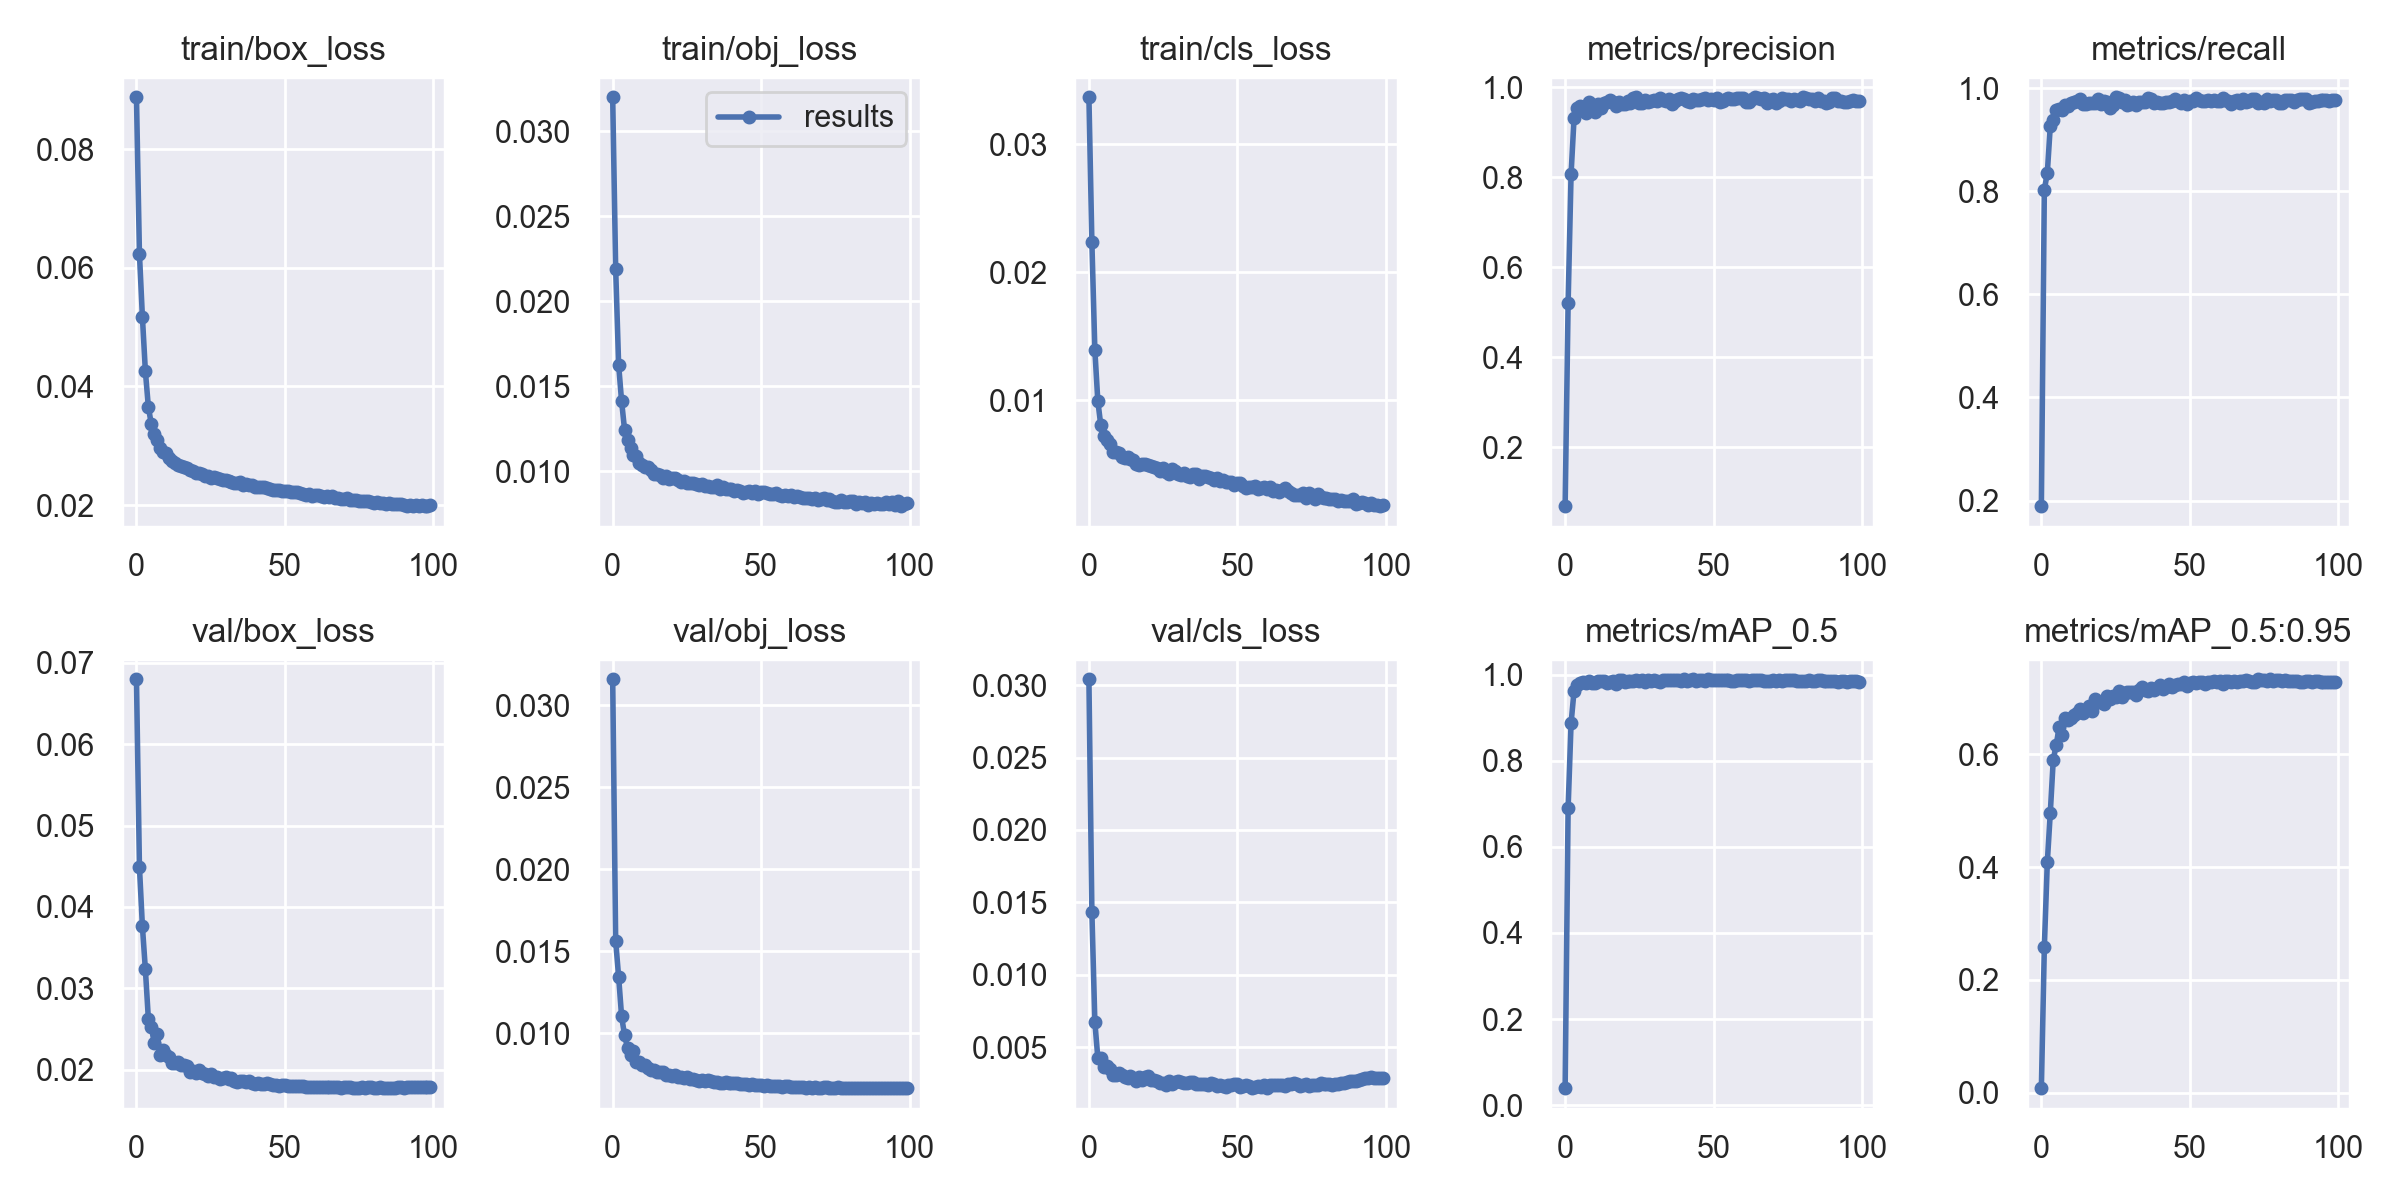 train/box_loss
0.08
0.06
0.04
0.02
0 50 100
train/obj_loss
results
0.030
0.025
0.020
0.015
0.010
0 50 100
train/cls_loss
0.03
0.02
0.01
0 50 100
metrics/precision
1.0
0.8
0.6
0.4
0.2
0 50 100
metrics/recall
1.0
0.8
0.6
0.4
0.2
0 50 100
val/box_loss
0.07
0.06
0.05
0.04
0.03
0.02
0 50 100
val/obj_loss
0.030
0.025
0.020
0.015
0.010
0 50 100
val/cls_loss
0.030
0.025
0.020
0.015
0.010
0.005
0 50 100
metrics/mAP_0.5
1.0
0.8
0.6
0.4
0.2
0.0
0 50 100
metrics/mAP_0.5:0.95
0.6
0.4
0.2
0.0
0 50 100